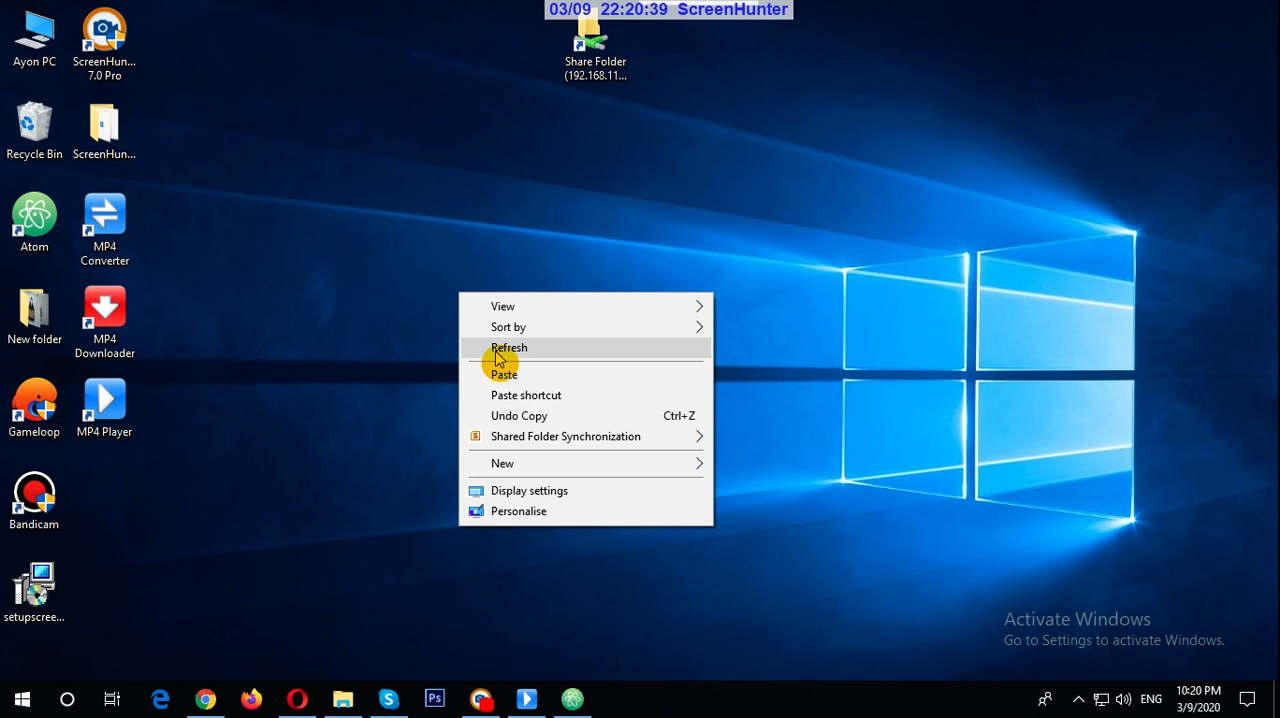 03/09 22:20:39 ScreenHunter
Ayon PC
ScreenHun...
7.0 Pro
Share Folder
(192.168.11...
Recycle Bin
ScreenHun...
Atom
MP4
Converter
New folder
MP4
Downloader
Gameloop
MP4 Player
Bandicam
setupscree...
View
Sort by
Refresh
Paste
Paste shortcut
Undo Copy Ctrl+Z
S
Shared Folder Synchronization
New
Display settings
Personalise
Activate Windows
Go to Settings to activate Windows.
Ps
ENG
10:20 PM
3/9/2020